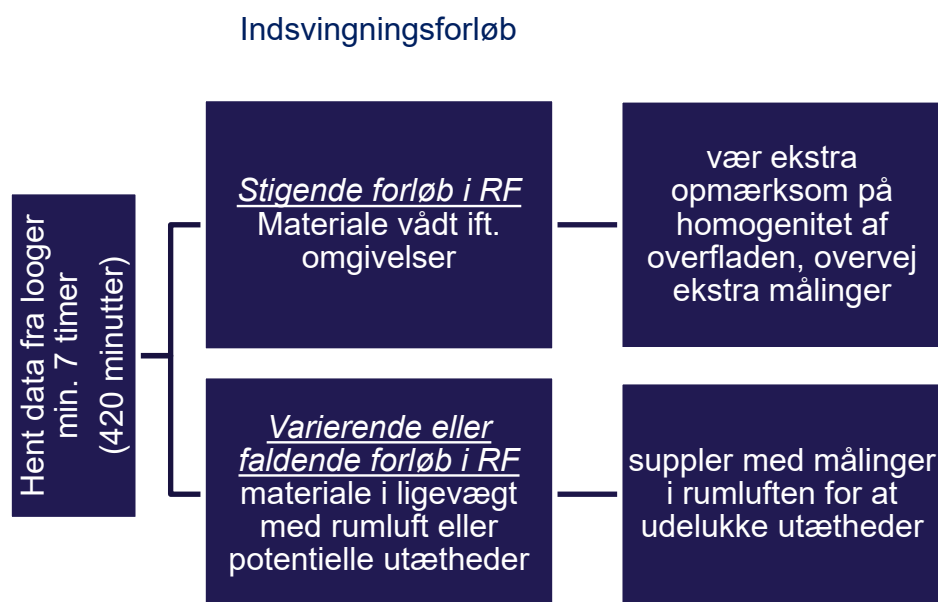 Indsvingningsforløb
Hent data fra looger
min. 7 timer
(420 minutter)
Stigende forløb i RF
Materiale vådt ift.
omgivelser
vær ekstra
opmærksom på
homogenitet af
overfladen, overvej
ekstra målinger
Varierende eller
faldende forløb i RF
materiale i ligevægt
med rumluft eller
potentielle utætheder
suppler med målinger
i rumluften for at
udelukke utætheder